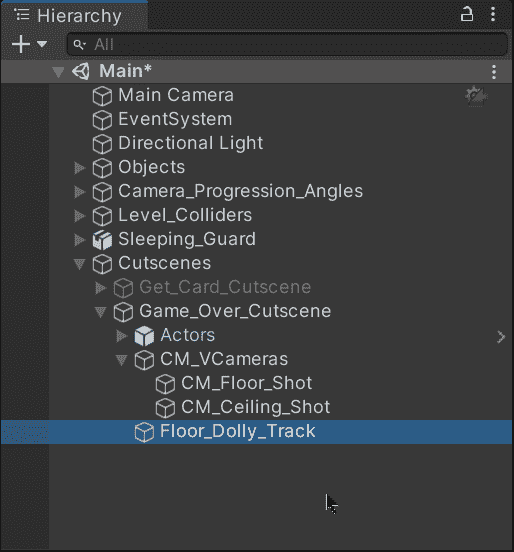 Hierarchy
All
Main*
Main Camera
EventSystem
Directional Light
Objects
Camera_Progression_Angles
Level_Colliders
Sleeping_Guard
Cutscenes
Get_Card_Cutscene
Game_Over_Cutscene
Actors
CM_VCameras
CM_Floor_Shot
CM_Ceiling_Shot
Floor_Dolly_Track